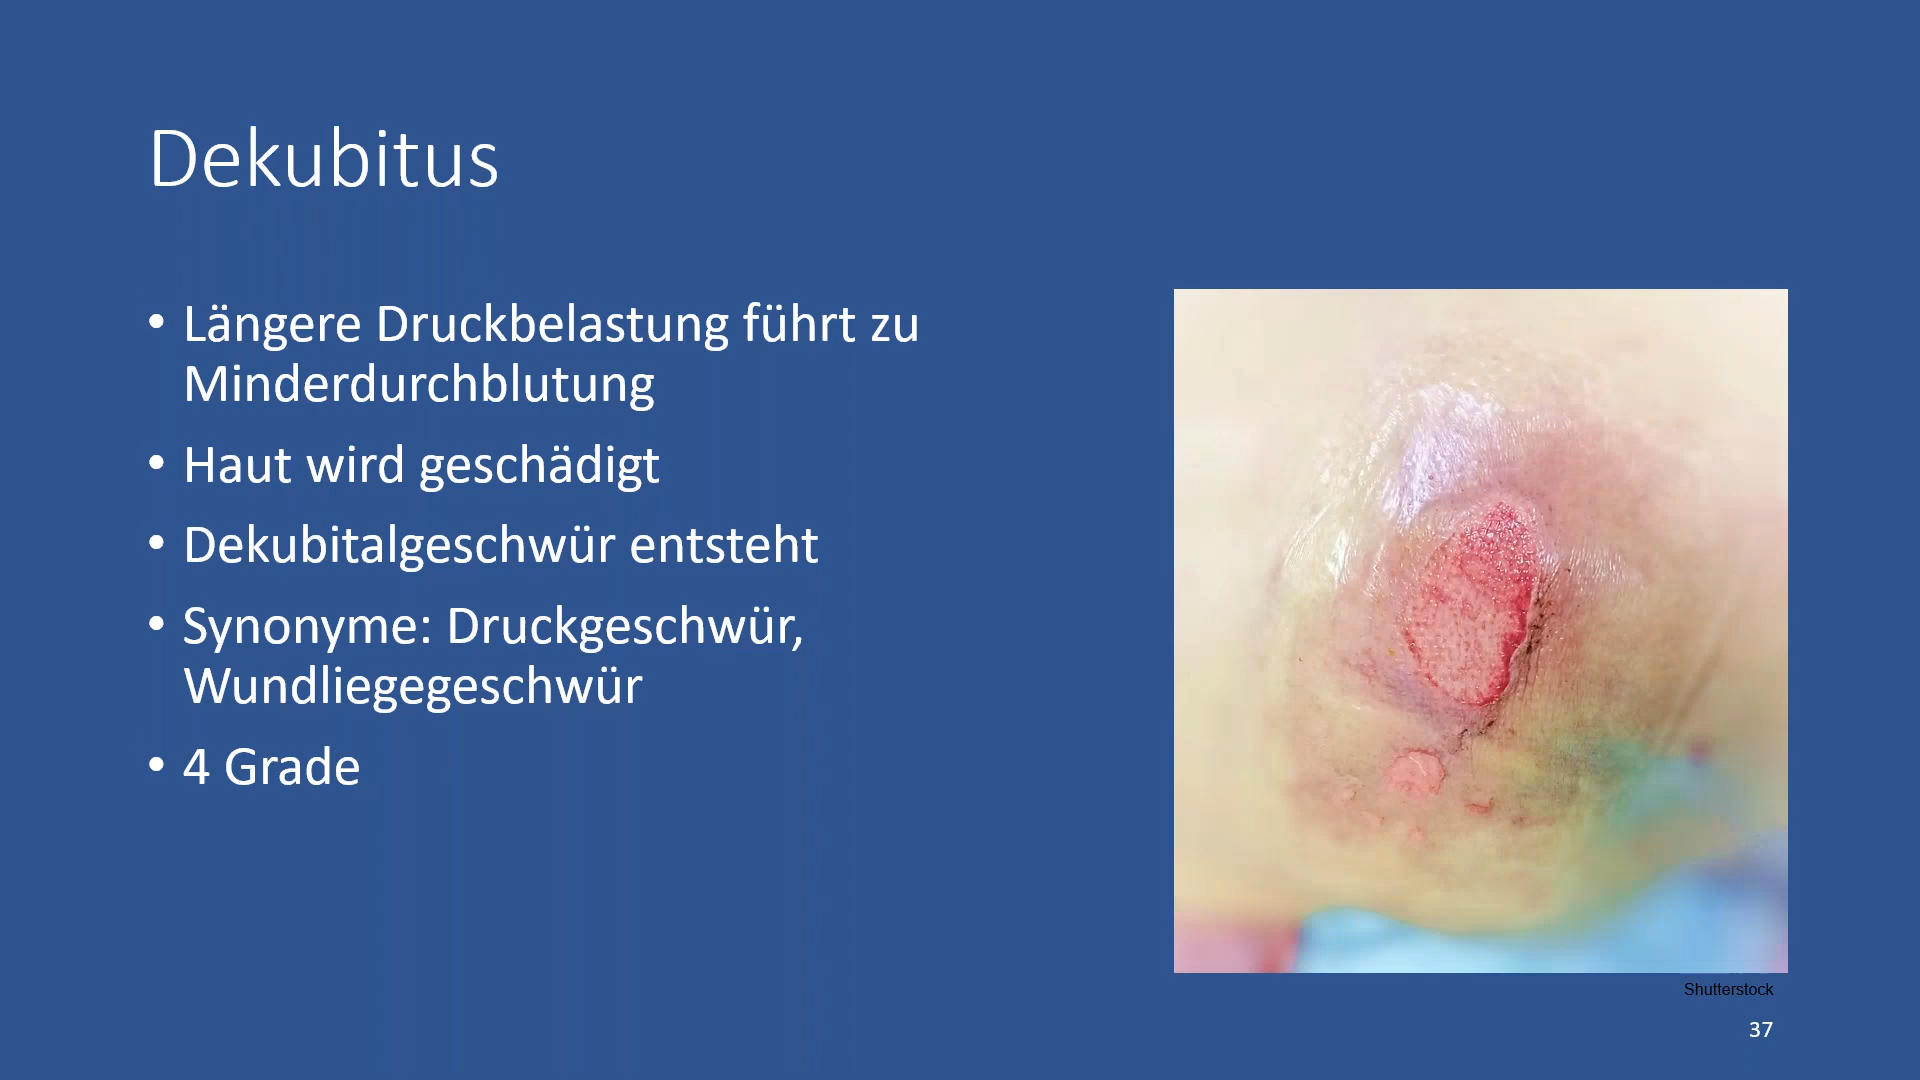 Dekubitus
• Längere Druckbelastung führt zu
Minderdurchblutung
• Haut wird geschädigt
• Dekubitalgeschwür entsteht
• Synonyme: Druckgeschwür,
Wundliegegeschwür
• 4 Grade
Shutterstock
37